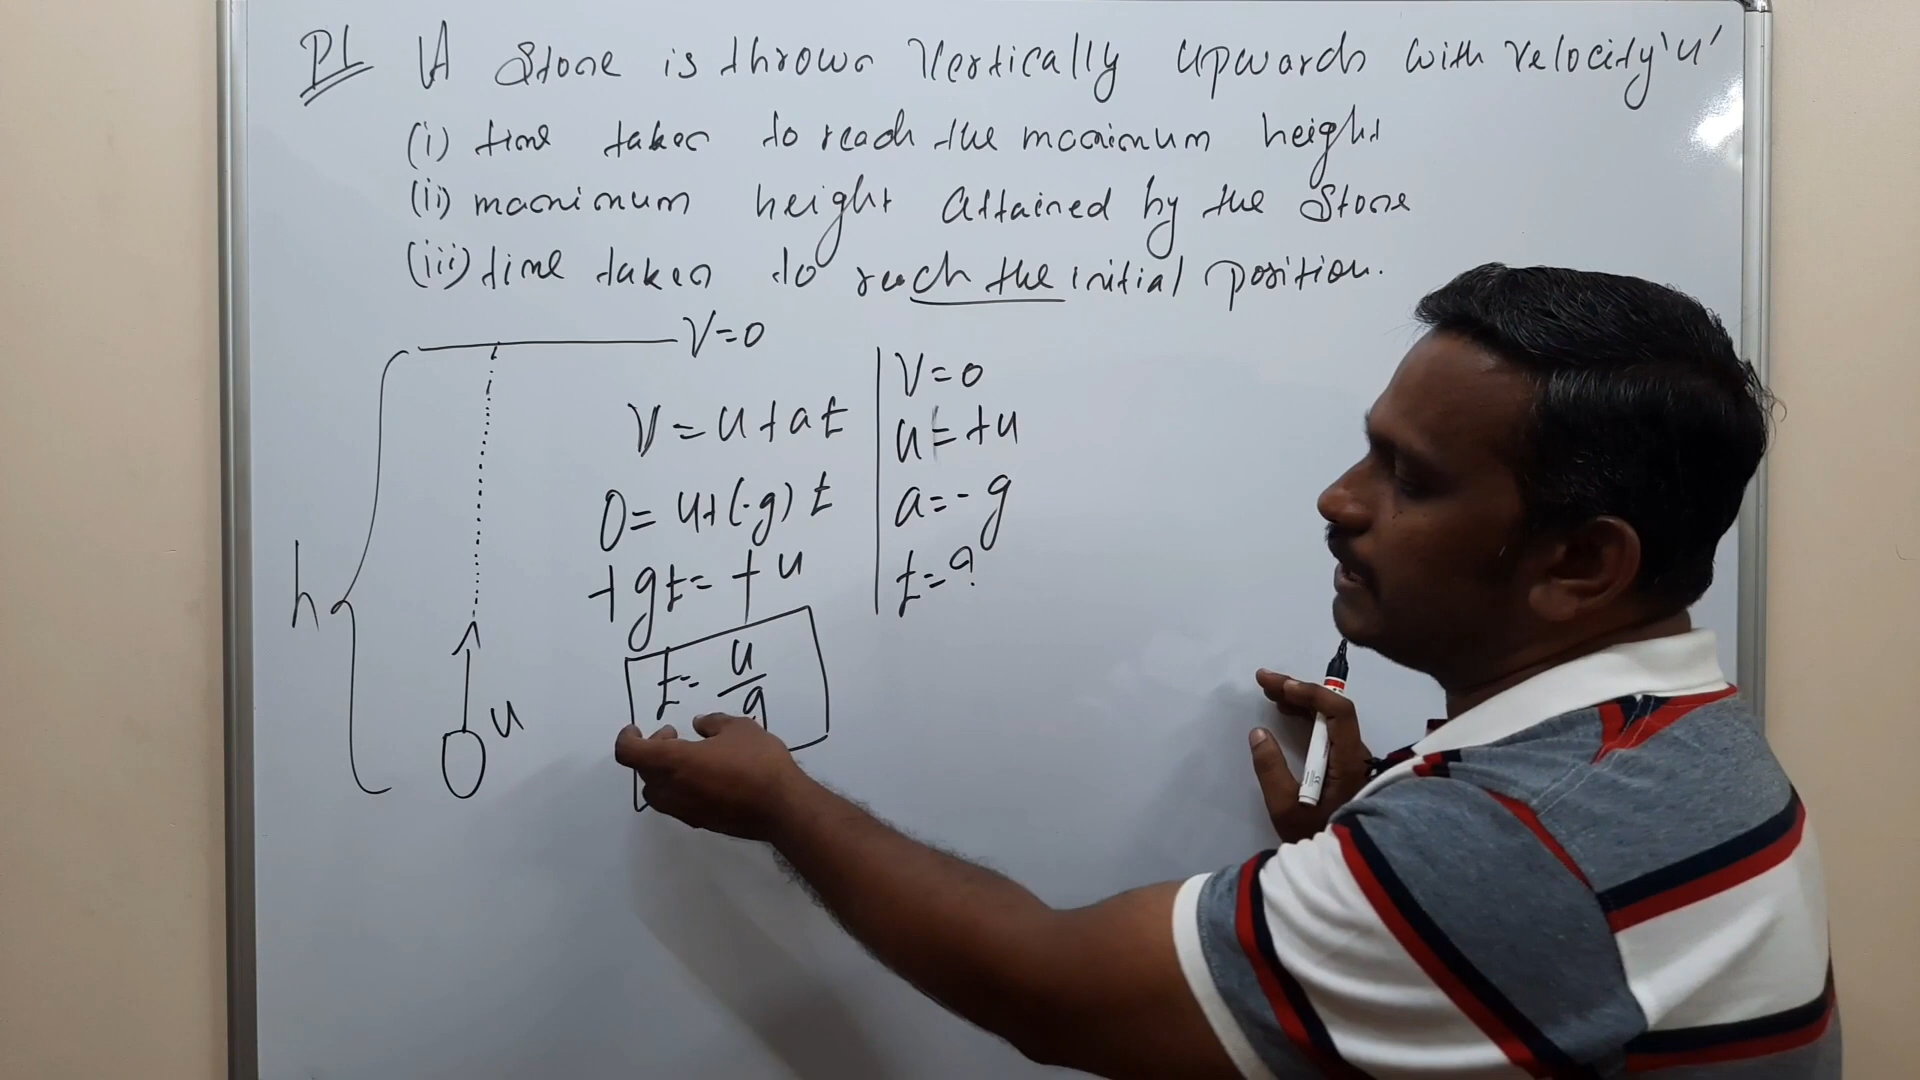 P1 A Stone is thrown vertically upwards with velocity 'u'
(i) time taken to reach the maximum height
(ii) maximum height attained by the stone
(iii) time taken to reach the initial position.
V=0
V=u+at
0=u+(-g)t
+gt=+u
t=u/g
V=0
u=+u
a=-g
t=?
h
u